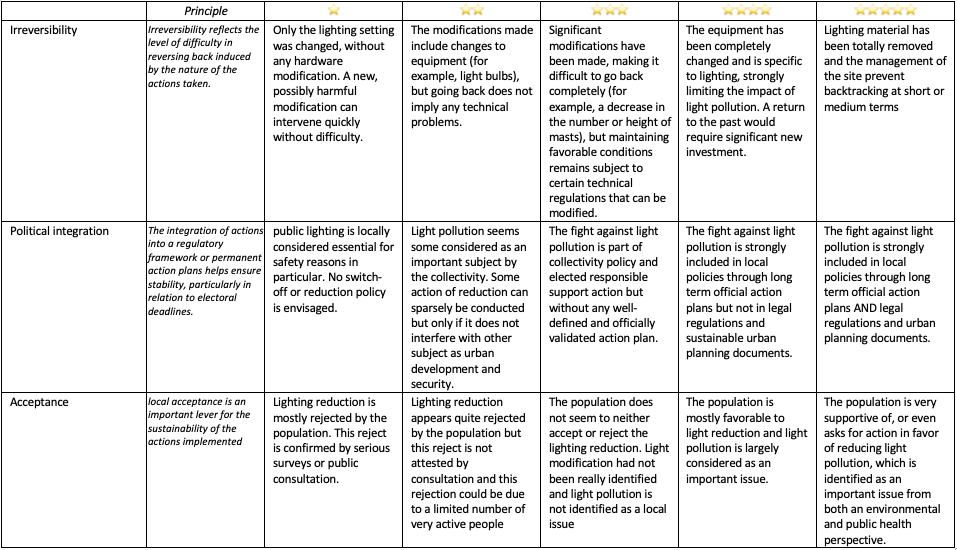 Principle
Irreversibility
Irreversibility reflects the
level of difficulty in
reversing back induced
by the nature of the
actions taken.
Only the lighting setting
was changed, without
any hardware
modification. A new,
possibly harmful
modification can
intervene quickly
without difficulty.
The modifications made
include changes to
equipment (for
example, light bulbs),
but going back does not
imply any technical
problems.
Significant
modifications have
been made, making it
difficult to go back
completely (for
example, a decrease in
the number or height of
masts), but maintaining
favorable conditions
remains subject to
certain technical
regulations that can be
modified.
The equipment has
been completely
changed and is specific
to lighting, strongly
limiting the impact of
light pollution. A return
to the past would
require significant new
investment.
Lighting material has
been totally removed
and the management of
the site prevent
backtracking at short or
medium terms
Political integration
The integration of actions
into a regulatory
framework or permanent
action plans helps ensure
stability, particularly in
relation to electoral
deadlines.
public lighting is locally
considered essential for
safety reasons in
particular. No switch-
off or reduction policy
is envisaged.
Light pollution seems
some considered as an
important subject by
the collectivity. Some
action of reduction can
sparsely be conducted
but only if it does not
interfere with other
subject as urban
development and
security.
The fight against light
pollution is part of
collectivity policy and
elected responsible
support action but
without any well-
defined and officially
validated action plan.
The fight against light
pollution is strongly
included in local
policies through long
term official action
plans but not in legal
regulations and
sustainable urban
planning documents.
The fight against light
pollution is strongly
included in local
policies through long
term official action
plans AND legal
regulations and urban
planning documents.
Acceptance
local acceptance is an
important lever for the
sustainability of the
actions implemented
Lighting reduction is
mostly rejected by the
population. This reject
is confirmed by serious
surveys or public
consultation.
Lighting reduction
appears quite rejected
by the population but
this reject is not
attested by
consultation and this
rejection could be due
to a limited number of
very active people
The population does
not seem to neither
accept or reject the
lighting reduction. Light
modification had not
been really identified
and light pollution is
not identified as a local
issue
The population is
mostly favorable to
light reduction and light
pollution is largely
considered as an
important issue.
The population is very
supportive of, or even
asks for action in favor
of reducing light
pollution, which is
identified as an
important issue from
both an environmental
and public health
perspective.